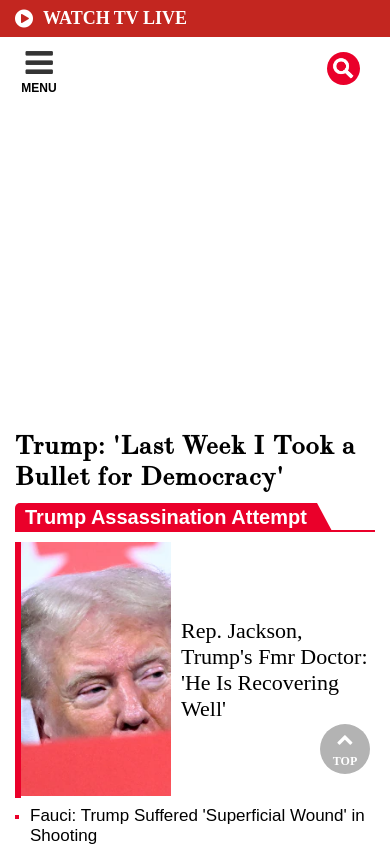 WATCH TV LIVE
MENU
Trump: 'Last Week I Took a
Bullet for Democracy'
Trump Assassination Attempt
Rep. Jackson,
Trump's Fmr Doctor:
'He Is Recovering
Well'
TOP
Fauci: Trump Suffered 'Superficial Wound' in
Shooting